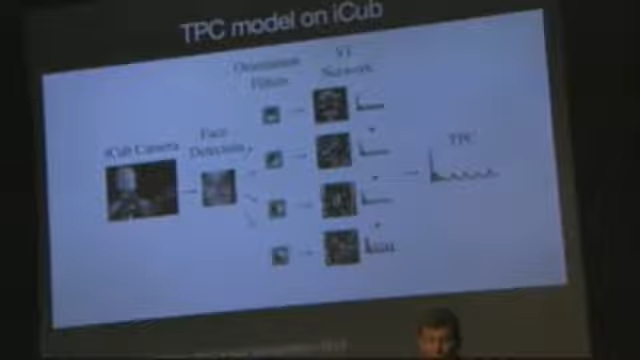 TPC model on iCub
Orientation
Filters
V1
Network
iCub Camera
Face
Detection
TPC